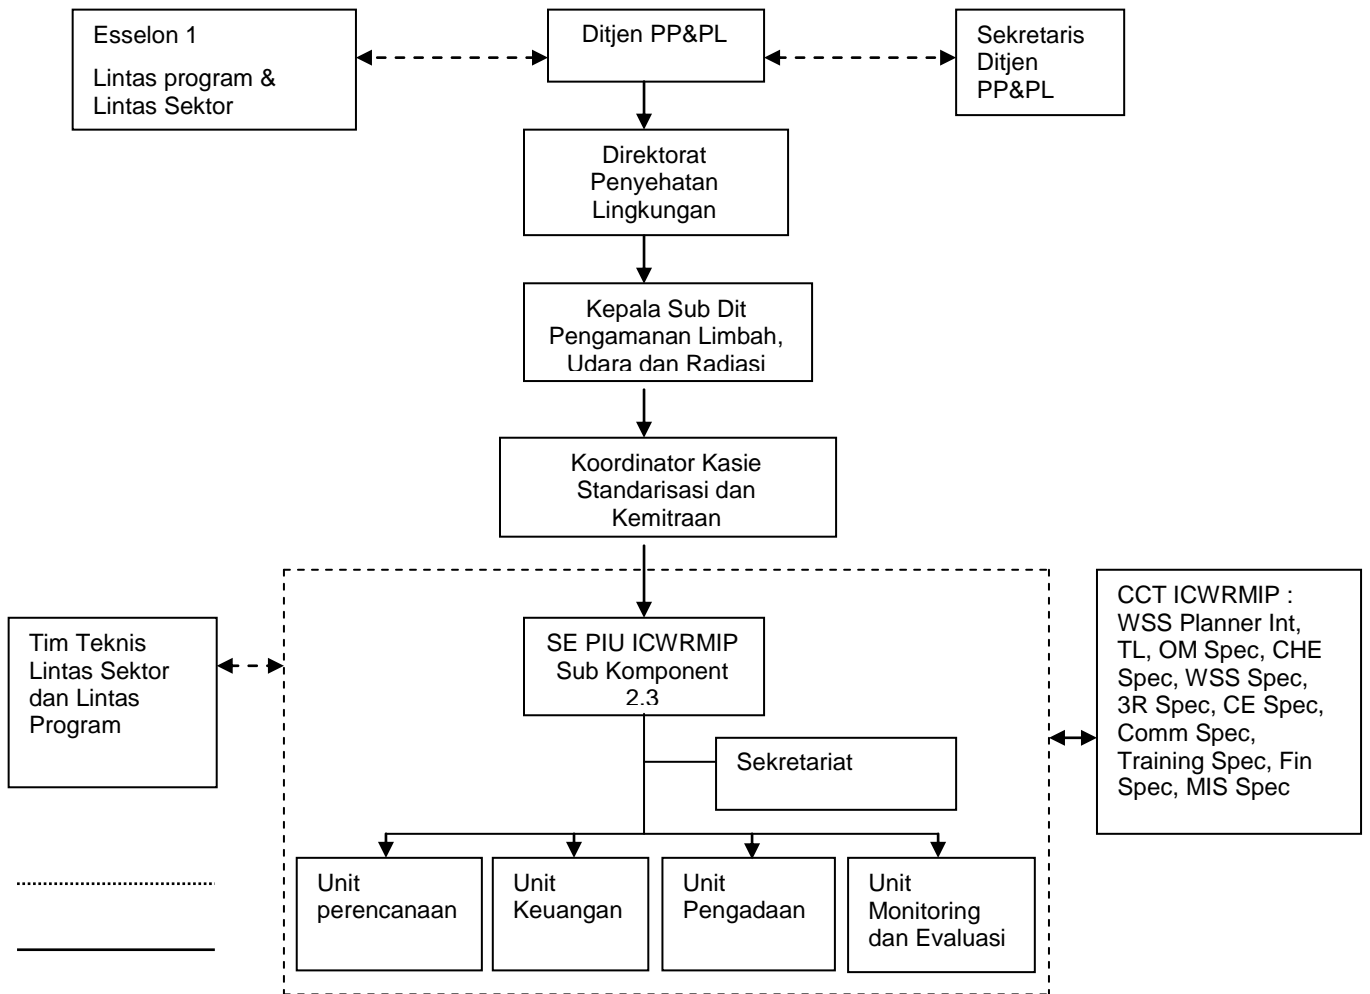 Esselon 1
Lintas program &
Lintas Sektor
Ditjen PP&PL
Sekretaris
Ditjen
PP&PL
Direktorat
Penyehatan
Lingkungan
Kepala Sub Dit
Pengamanan Limbah,
Udara dan Radiasi
Koordinator Kasie
Standarisasi dan
Kemitraan
Tim Teknis
Lintas Sektor
dan Lintas
Program
SE PIU ICWRMIP
Sub Komponent
2.3
CCT ICWRMIP :
WSS Planner Int,
TL, OM Spec, CHE
Spec, WSS Spec,
3R Spec, CE Spec,
Comm Spec,
Training Spec, Fin
Spec, MIS Spec
Sekretariat
Unit
perencanaan
Unit
Keuangan
Unit
Pengadaan
Unit
Monitoring
dan Evaluasi